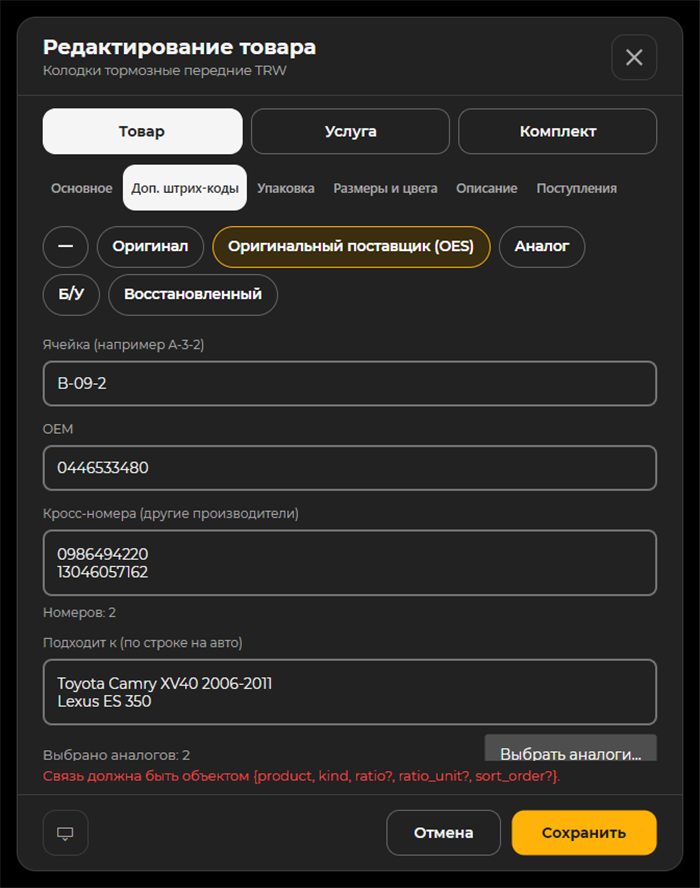 Редактирование товара
Колодки тормозные передние TRW
Товар Услуга Комплект
Основное Доп. штрих-коды Упаковка Размеры и цвета Описание Поступления
— Оригинал Оригинальный поставщик (OES) Аналог
Б/У Восстановленный
Ячейка (например A-3-2)
B-09-2
OEM
0446533480
Кросс-номера (другие производители)
0986494220
13046057162
Номеров: 2
Подходит к (по строке на авто)
Toyota Camry XV40 2006-2011
Lexus ES 350
Выбрано аналогов: 2 Выбрать аналоги...
Связь должна быть объектом {product, kind, ratio?, ratio_unit?, sort_order?}.
Отмена Сохранить